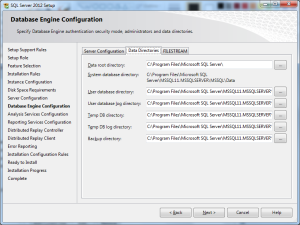 SQL Server 2012 Setup
Database Engine Configuration
Specify Database Engine authentication security mode, administrators and data directories.
Setup Support Rules
Setup Role
Feature Selection
Installation Rules
Instance Configuration
Disk Space Requirements
Server Configuration
Database Engine Configuration
Analysis Services Configuration
Reporting Services Configuration
Distributed Replay Controller
Distributed Replay Client
Error Reporting
Installation Configuration Rules
Ready to Install
Installation Progress
Complete
Server Configuration Data Directories FILESTREAM
Data root directory: C:\Program Files\Microsoft SQL Server\ ...
System database directory: C:\Program Files\Microsoft SQL
Server\MSSQL11.MSSQLSERVER\MSSQL\Data
User database directory: C:\Program Files\Microsoft SQL Server\MSSQL11.MSSQLSERVER\ ...
User database log directory: C:\Program Files\Microsoft SQL Server\MSSQL11.MSSQLSERVER\ ...
Temp DB directory: C:\Program Files\Microsoft SQL Server\MSSQL11.MSSQLSERVER\ ...
Temp DB log directory: C:\Program Files\Microsoft SQL Server\MSSQL11.MSSQLSERVER\ ...
Backup directory: C:\Program Files\Microsoft SQL Server\MSSQL11.MSSQLSERVER\ ...
< Back Next > Cancel Help